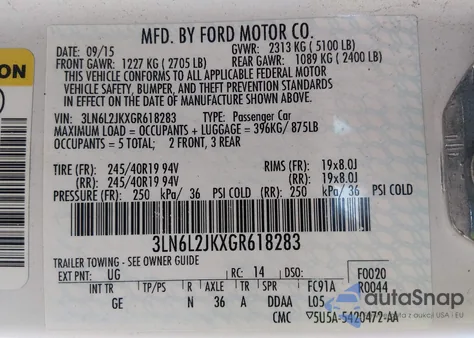 MFD. BY FORD MOTOR CO.
DATE: 09/15 GVWR: 2313 KG ( 5100 LB)
FRONT GAWR: 1227 KG ( 2705 LB) REAR GAWR: 1089 KG ( 2400 LB)
THIS VEHICLE CONFORMS TO ALL APPLICABLE FEDERAL MOTOR
VEHICLE SAFETY, BUMPER, AND THEFT PREVENTION STANDARDS
IN EFFECT ON THE DATE OF MANUFACTURE SHOWN ABOVE.
VIN: 3LN6L2JKXGR618283 TYPE: Passenger Car
MAXIMUM LOAD = OCCUPANTS + LUGGAGE = 396KG/ 875LB
OCCUPANTS = 5 TOTAL: 2 FRONT, 3 REAR
TIRE (FR): 245/40R19 94V RIMS (FR): 19x8.0J
(RR): 245/40R19 94V (RR): 19x8.0J
PRESSURE (FR): 250 kPa/ 36 PSI COLD (RR): 250 kPa/ 36 PSI COLD
3LN6L2JKXGR618283
TRAILER TOWING - SEE OWNER GUIDE
EXT PNT: UG RC: 14 DSO: F0020
INT TR TP/PS R AXLE TR SPR FC91A R0044
GE N 36 A DDAA L05
CMC 5U5A-5420472-AA
ION
autoSnap
Stats & auction from USA | EU